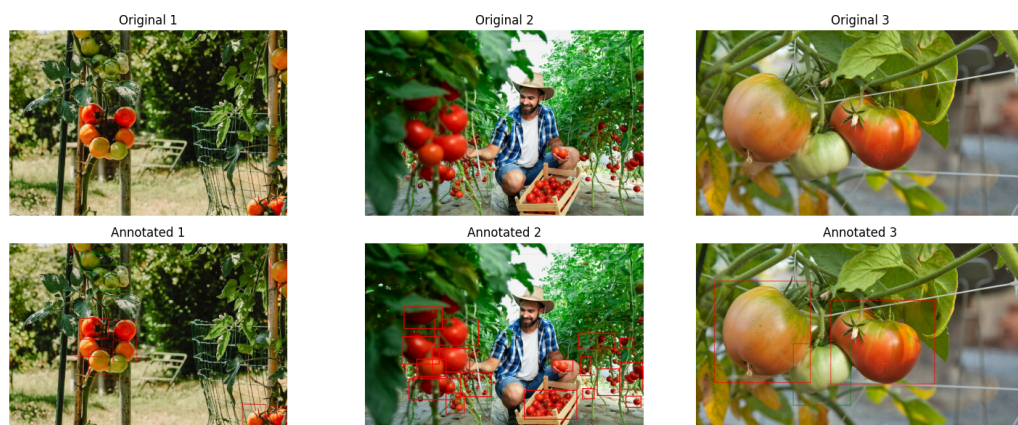 Original 1
Original 2
Original 3
Annotated 1
Annotated 2
Annotated 3